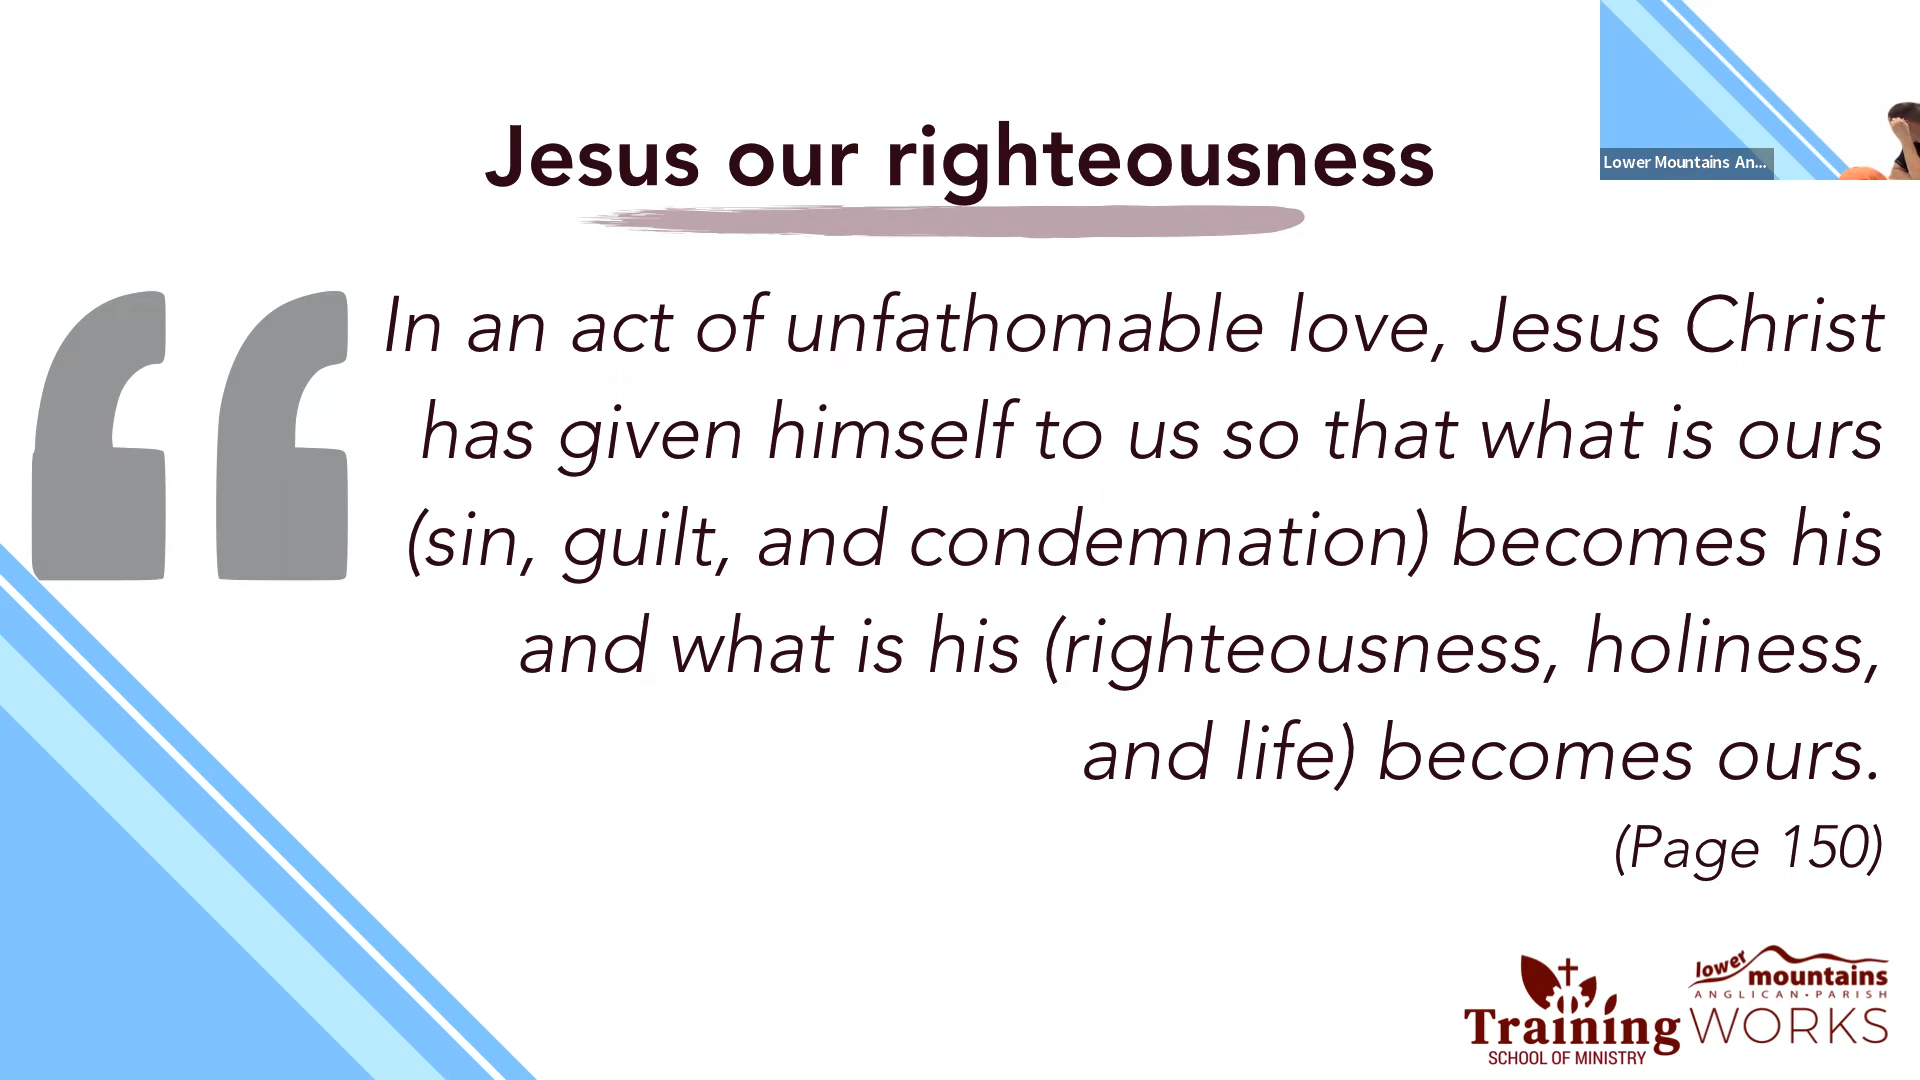 Jesus our righteousness
Lower Mountains An...
In an act of unfathomable love, Jesus Christ
has given himself to us so that what is ours
(sin, guilt, and condemnation) becomes his
and what is his (righteousness, holiness,
and life) becomes ours.
(Page 150)
Training
SCHOOL OF MINISTRY
lower mountains
ANGLICAN • PARISH
WORKS